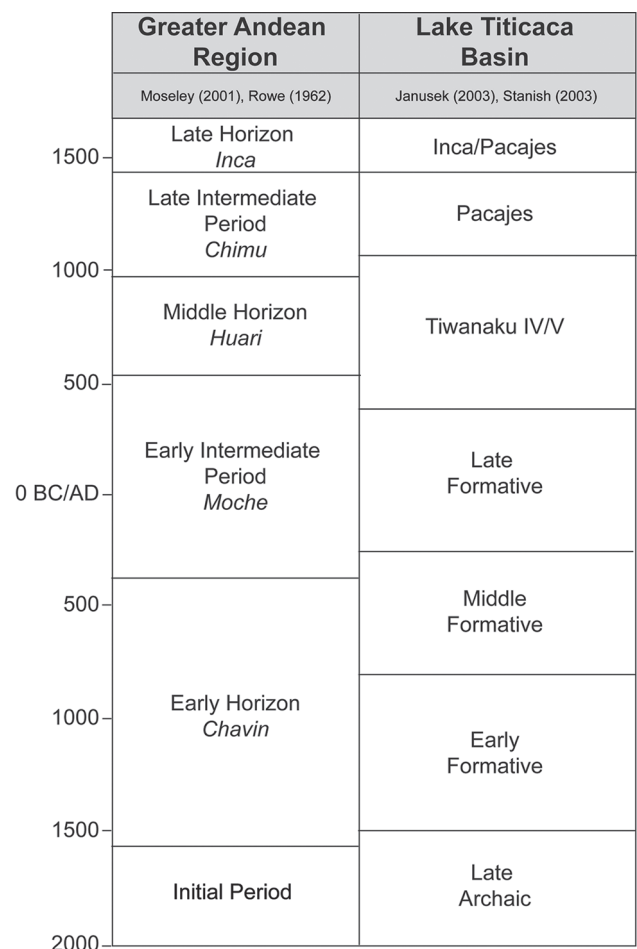 Greater Andean
Region
Lake Titicaca
Basin
Moseley (2001), Rowe (1962)
Janusek (2003), Stanish (2003)
Late Horizon
Inca
Inca/Pacajes
1500
Late Intermediate
Period
Chimu
Pacajes
1000
Middle Horizon
Huari
Tiwanaku IV/V
500
Early Intermediate
Period
Moche
Late
Formative
0 BC/AD
500
Middle
Formative
Early Horizon
Chavin
1000
Early
Formative
1500
Initial Period
Late
Archaic
2000